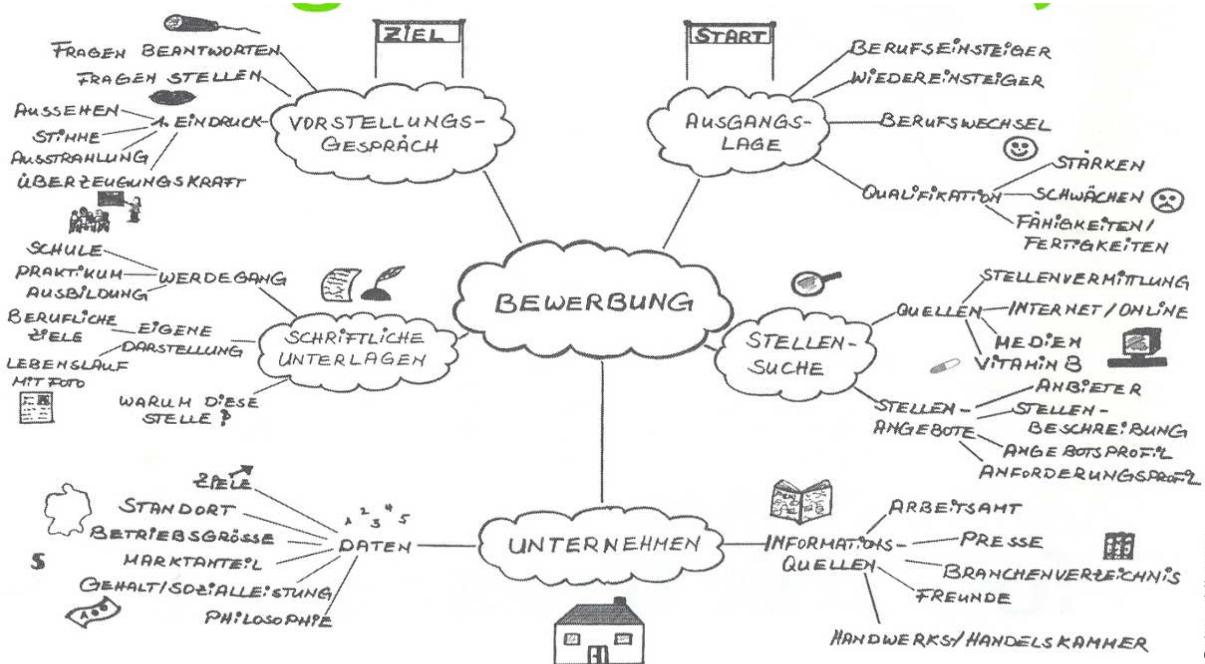 ZIEL
START
FRAGEN BEANTWORTEN
FRAGEN STELLEN
AUSSEHEN
STIMME
AUSSTRAHLUNG
ÜBERZEUGUNGSKRAFT
1. EINDRUCK
VORSTELLUNGS-
GESPRÄCH
AUSGANGS-
LAGE
BERUFSEINSTEIGER
WIEDEREINSTEIGER
BERUFSWECHSEL
QUALIFIKATION
STÄRKEN
SCHWÄCHEN
FÄHIGKEITEN/
FERTIGKEITEN
BEWERBUNG
SCHULE
PRAKTIKUM
AUSBILDUNG
WERDEGANG
BERUFLICHE
ZIELE
EIGENE
DARSTELLUNG
LEBENSLAUF
MIT FOTO
WARUM DIESE
STELLE?
SCHRIFTLICHE
UNTERLAGEN
STELLEN-
SUCHE
QUELLEN
STELLENVERMITTLUNG
INTERNET/ONLINE
MEDIEN
VITAMIN B
STELLEN-
ANGEBOTE
ANBIETER
STELLEN-
BESCHREIBUNG
ANGEBOTSPROFIL
ANFORDERUNGSPROFIL
ZIELE
STANDORT
BETRIEBSGRÖSSE
MARKTANTEIL
GEHALT/SOZIALLEISTUNG
PHILOSOPHIE
1 2 3 4 5
DATEN
UNTERNEHMEN
INFORMATIONS-
QUELLEN
ARBEITSAMT
PRESSE
BRANCHENVERZEICHNIS
FREUNDE
HANDWERKS/HANDELSKAMMER